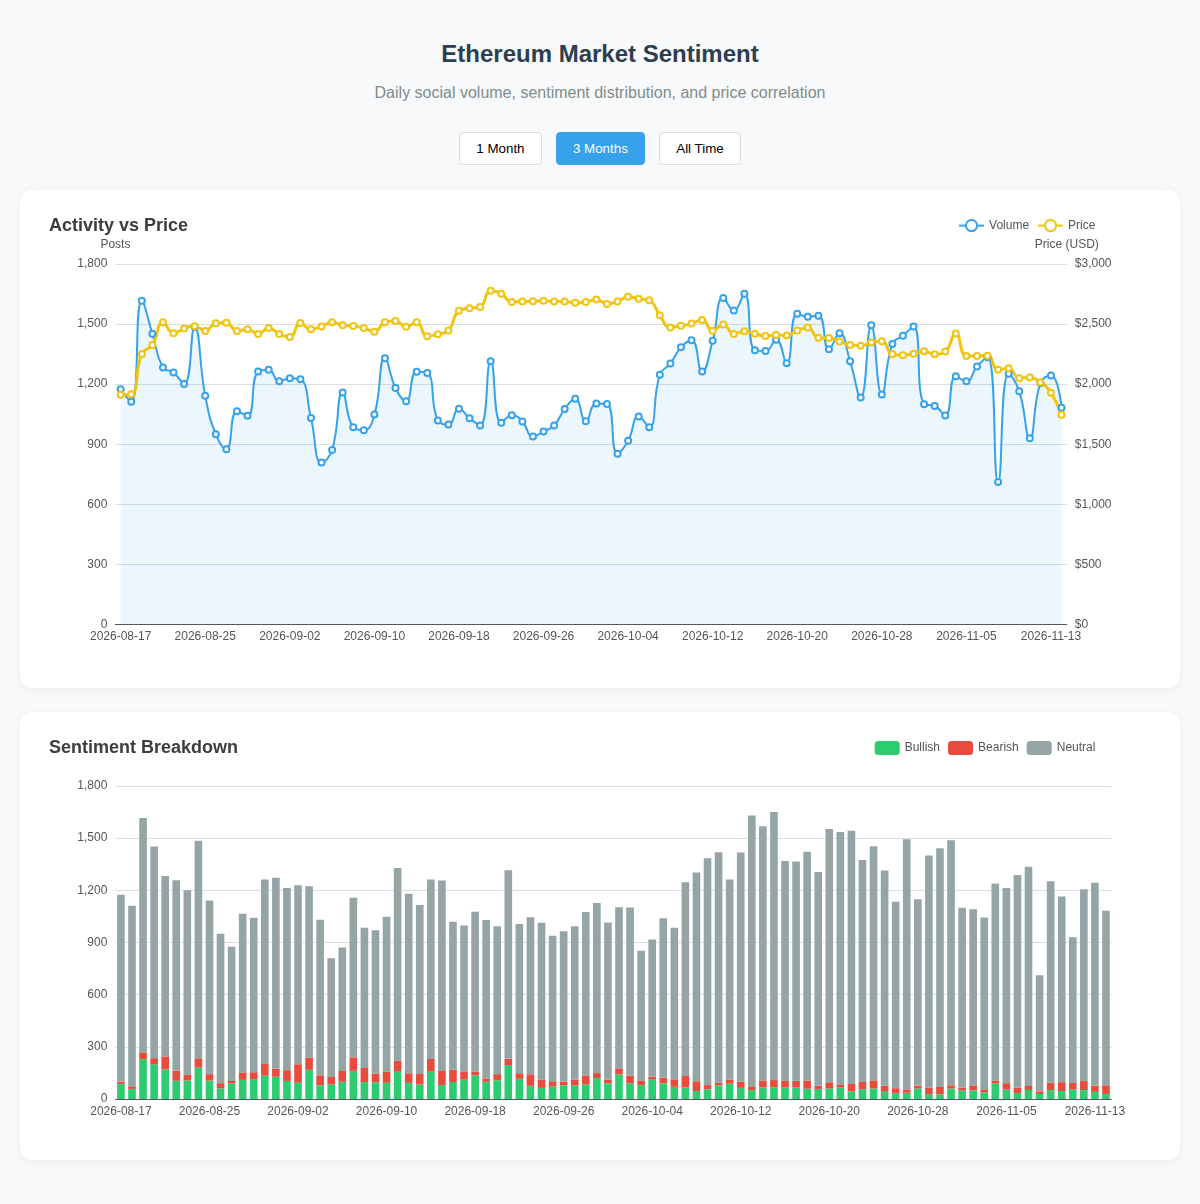 Ethereum Market Sentiment
Daily social volume, sentiment distribution, and price correlation
1 Month 3 Months All Time
Activity vs Price
Volume Price
Posts Price (USD)
1,800 $3,000
1,500 $2,500
1,200 $2,000
900 $1,500
600 $1,000
300 $500
0 $0
2026-08-17 2026-08-25 2026-09-02 2026-09-10 2026-09-18 2026-09-26 2026-10-04 2026-10-12 2026-10-20 2026-10-28 2026-11-05 2026-11-13
Sentiment Breakdown
Bullish Bearish Neutral
1,800
1,500
1,200
900
600
300
0
2026-08-17 2026-08-25 2026-09-02 2026-09-10 2026-09-18 2026-09-26 2026-10-04 2026-10-12 2026-10-20 2026-10-28 2026-11-05 2026-11-13